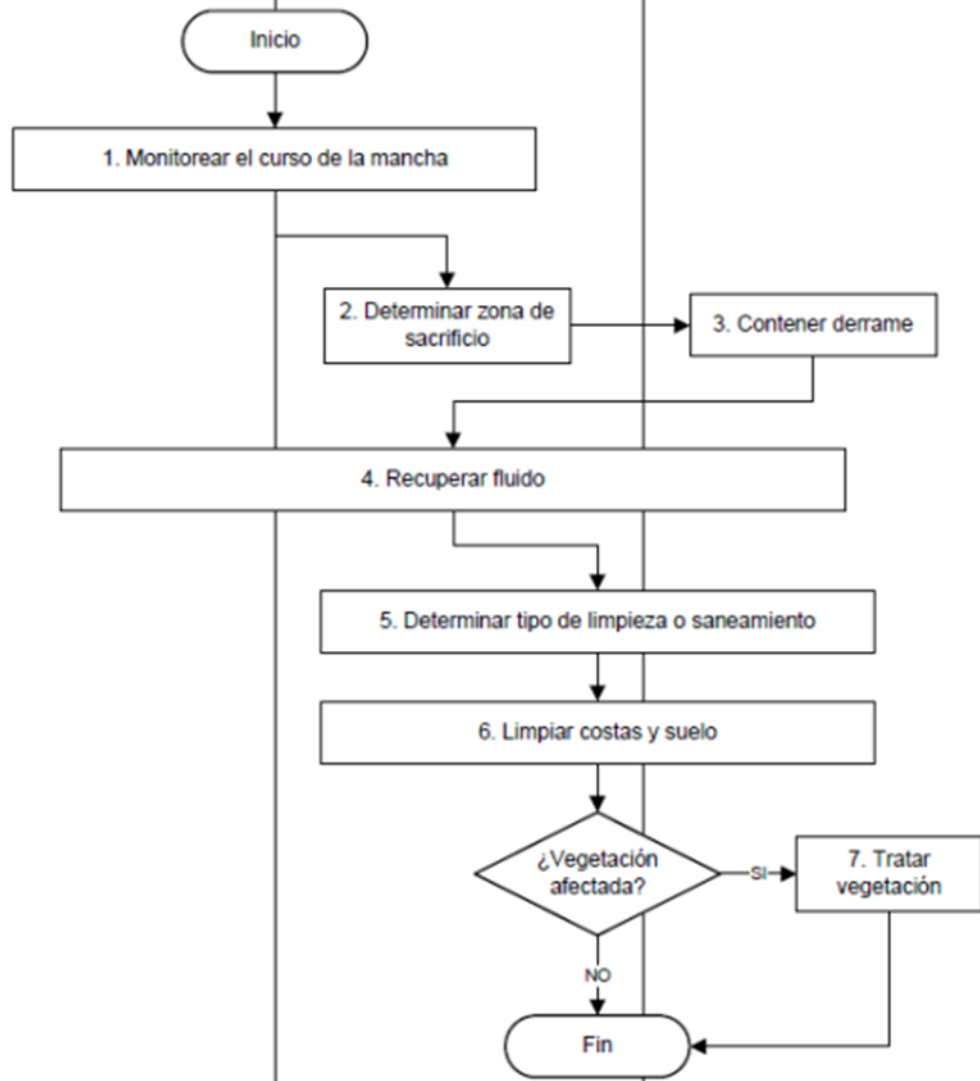 Inicio
1. Monitorear el curso de la mancha
2. Determinar zona de
sacrificio
3. Contener derrame
4. Recuperar fluido
5. Determinar tipo de limpieza o saneamiento
6. Limpiar costas y suelo
¿Vegetación
afectada?
SI
7. Tratar
vegetación
NO
Fin